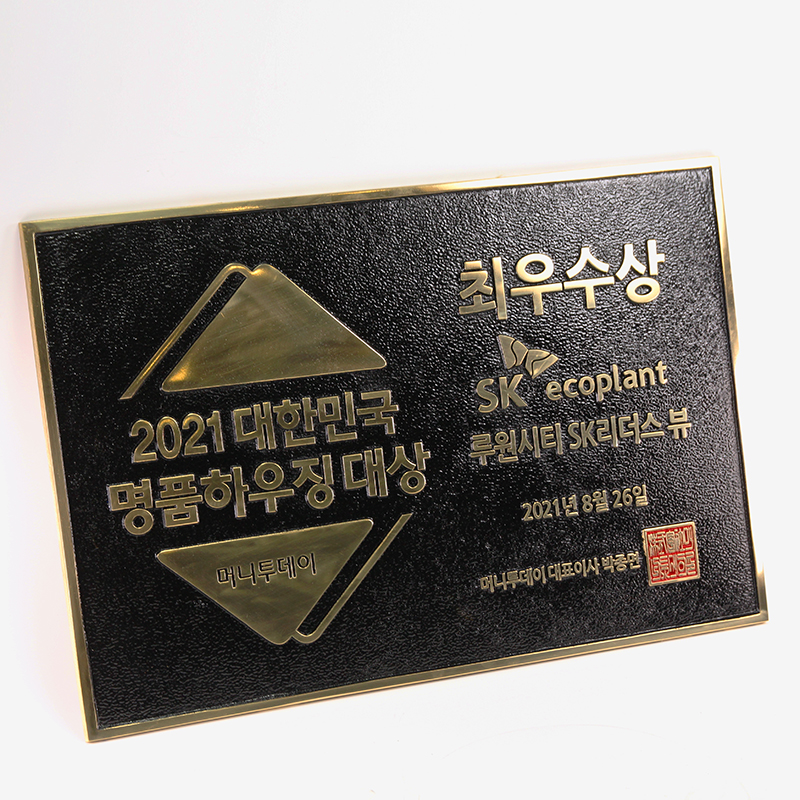 2021 대한민국
명품하우징 대상
머니투데이
최우수상
SK ecoplant
루원시티 SK리더스 뷰
2021년 8월 26일
머니투데이 대표이사 박종면